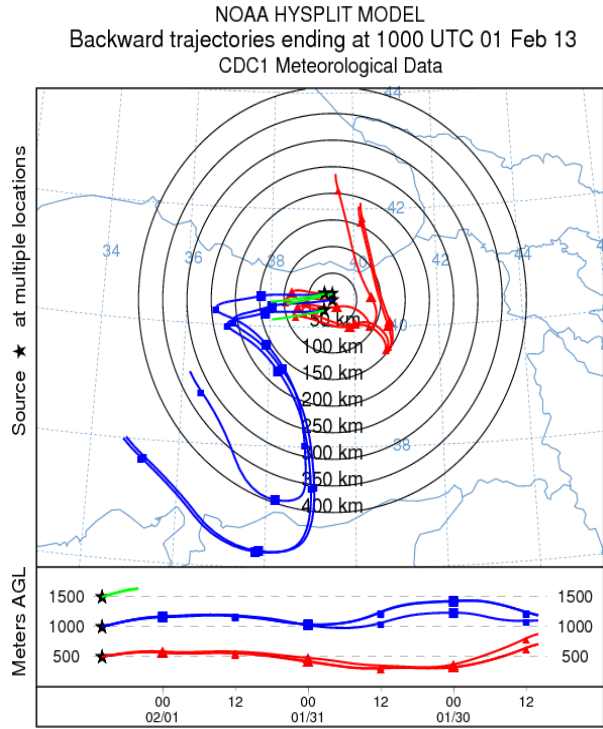 NOAA HYSPLIT MODEL
Backward trajectories ending at 1000 UTC 01 Feb 13
CDC1 Meteorological Data
Source ★ at multiple locations
44
42
34
36
38
40
40
38
50 km
100 km
150 km
200 km
250 km
300 km
350 km
400 km
Meters AGL
1500 1500
1000 1000
500 500
00 12 00 12 00 12
02/01 01/31 01/30